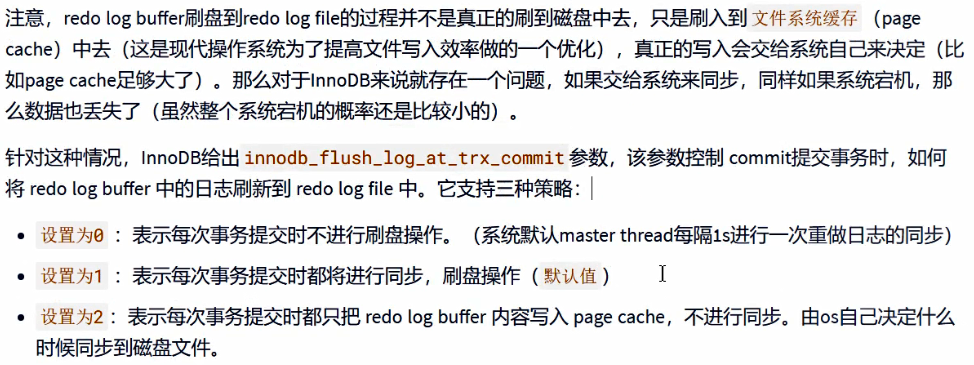 注意，redo log buffer刷盘到redo log file的过程并不是真正的刷到磁盘中去，只是刷入到 文件系统缓存 （page
cache）中去（这是现代操作系统为了提高文件写入效率做的一个优化），真正的写入会交给系统自己来决定（比
如page cache足够大了）。那么对于InnoDB来说就存在一个问题，如果交给系统来同步，同样如果系统宕机，那
么数据也丢失了（虽然整个系统宕机的概率还是比较小的）。
针对这种情况，InnoDB给出 innodb_flush_log_at_trx_commit 参数，该参数控制 commit提交事务时，如何
将 redo log buffer 中的日志刷新到 redo log file 中。它支持三种策略：
• 设置为0 ：表示每次事务提交时不进行刷盘操作。（系统默认master thread每隔1s进行一次重做日志的同步）
• 设置为1 ：表示每次事务提交时都将进行同步，刷盘操作（ 默认值 ）
• 设置为2 ：表示每次事务提交时都只把 redo log buffer 内容写入 page cache，不进行同步。由os自己决定什么
时候同步到磁盘文件。